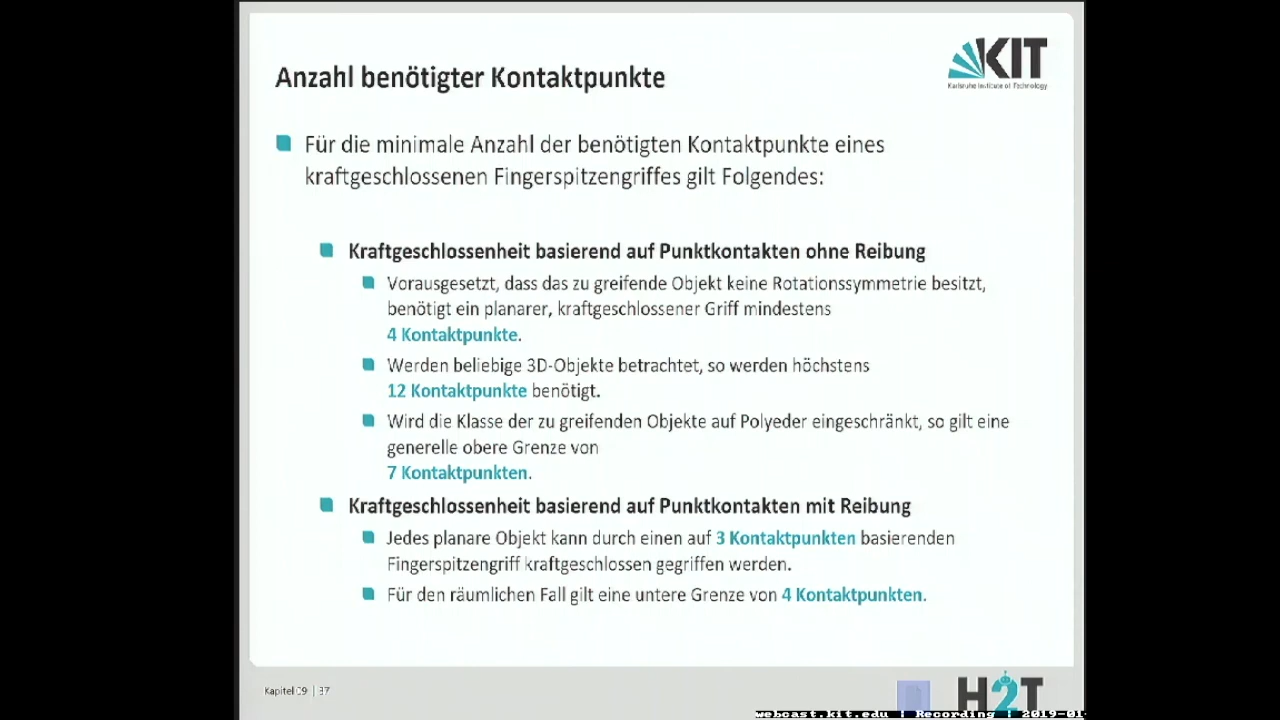 KIT
Karlsruhe Institute of Technology
Anzahl benötigter Kontaktpunkte
Für die minimale Anzahl der benötigten Kontaktpunkte eines
kraftgeschlossenen Fingerspitzengriffes gilt Folgendes:
Kraftgeschlossenheit basierend auf Punktkontakten ohne Reibung
Vorausgesetzt, dass das zu greifende Objekt keine Rotationssymmetrie besitzt,
benötigt ein planarer, kraftgeschlossener Griff mindestens
4 Kontaktpunkte.
Werden beliebige 3D-Objekte betrachtet, so werden höchstens
12 Kontaktpunkte benötigt.
Wird die Klasse der zu greifenden Objekte auf Polyeder eingeschränkt, so gilt eine
generelle obere Grenze von
7 Kontaktpunkten.
Kraftgeschlossenheit basierend auf Punktkontakten mit Reibung
Jedes planare Objekt kann durch einen auf 3 Kontaktpunkten basierenden
Fingerspitzengriff kraftgeschlossen gegriffen werden.
Für den räumlichen Fall gilt eine untere Grenze von 4 Kontaktpunkten.
Kapitel 09 | 37
H2T
webcast.kit.edu | Recording | 2019-01-